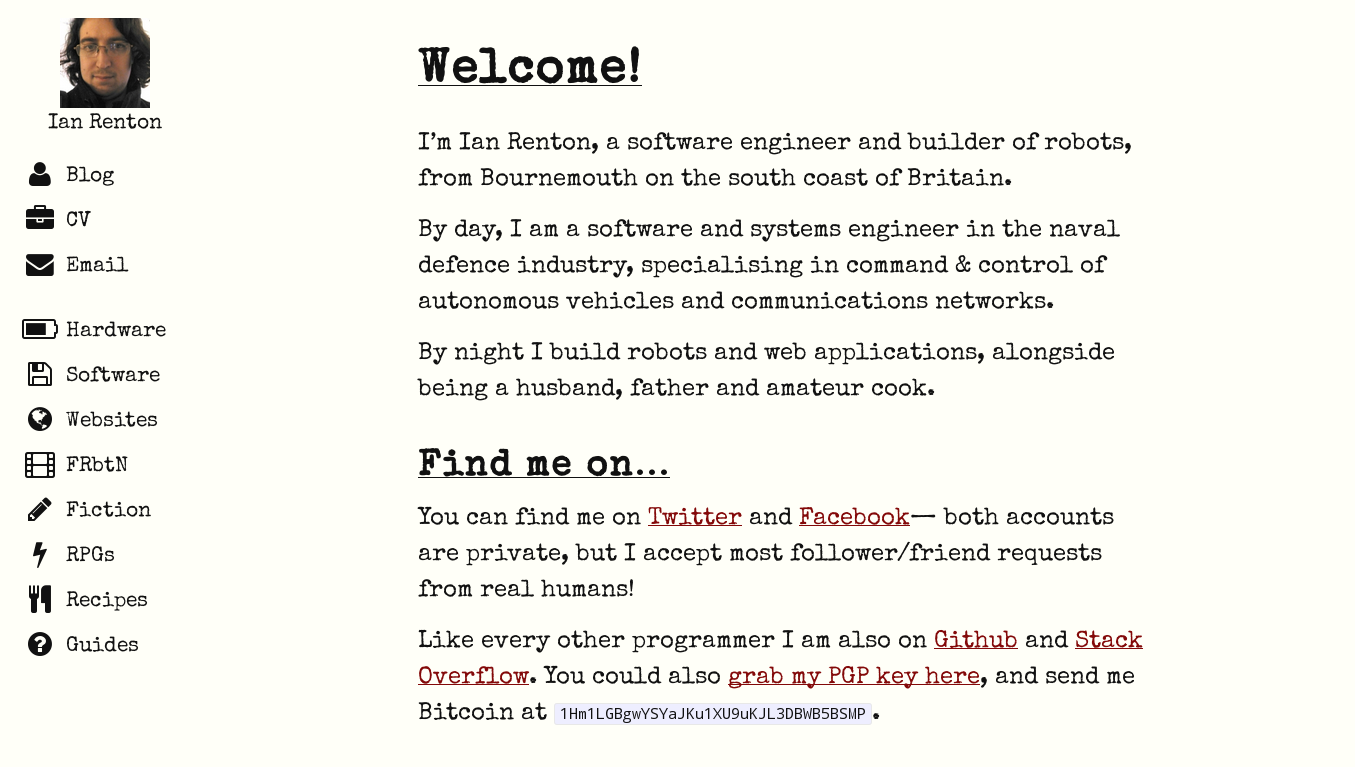 Ian Renton
Blog
CV
Email
Hardware
Software
Websites
FRbtN
Fiction
RPGs
Recipes
Guides
Welcome!
I’m Ian Renton, a software engineer and builder of robots,
from Bournemouth on the south coast of Britain.
By day, I am a software and systems engineer in the naval
defence industry, specialising in command & control of
autonomous vehicles and communications networks.
By night I build robots and web applications, alongside
being a husband, father and amateur cook.
Find me on…
You can find me on Twitter and Facebook— both accounts
are private, but I accept most follower/friend requests
from real humans!
Like every other programmer I am also on Github and Stack
Overflow. You could also grab my PGP key here, and send me
Bitcoin at 1Hm1LGBgwYSYaJKu1XU9uKJL3DBWB5BSMP.